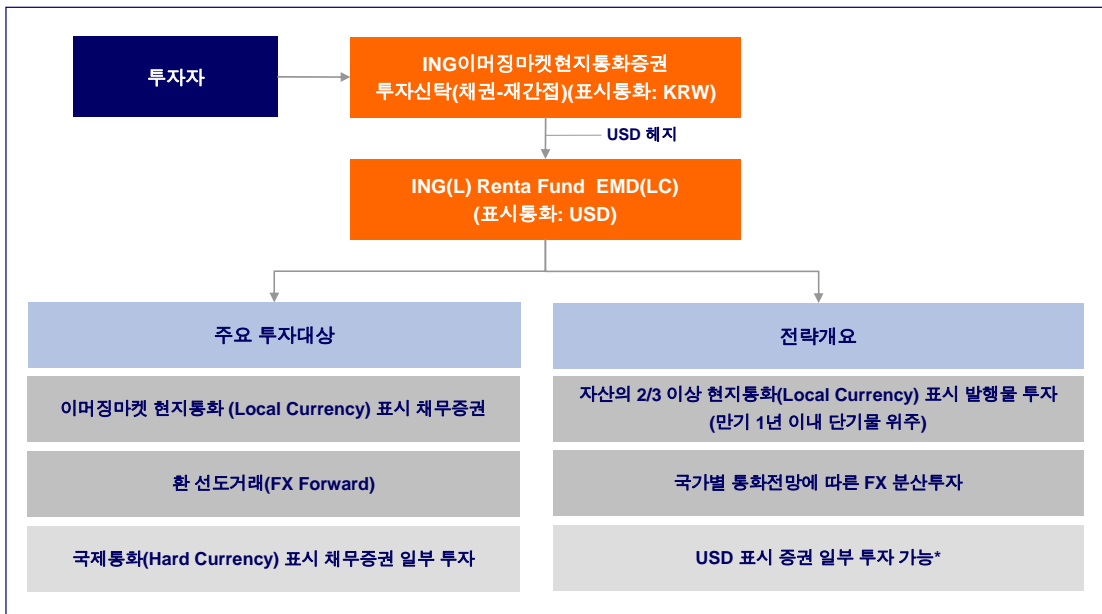 투자자
ING이머징마켓현지통화증권
투자신탁(채권-재간접)(표시통화: KRW)
USD 헤지
ING(L) Renta Fund EMD(LC)
(표시통화: USD)
주요 투자대상
이머징마켓 현지통화 (Local Currency) 표시 채무증권
환 선도거래(FX Forward)
국제통화(Hard Currency) 표시 채무증권 일부 투자
전략개요
자산의 2/3 이상 현지통화(Local Currency) 표시 발행물 투자
(만기 1년 이내 단기물 위주)
국가별 통화전망에 따른 FX 분산투자
USD 표시 증권 일부 투자 가능*